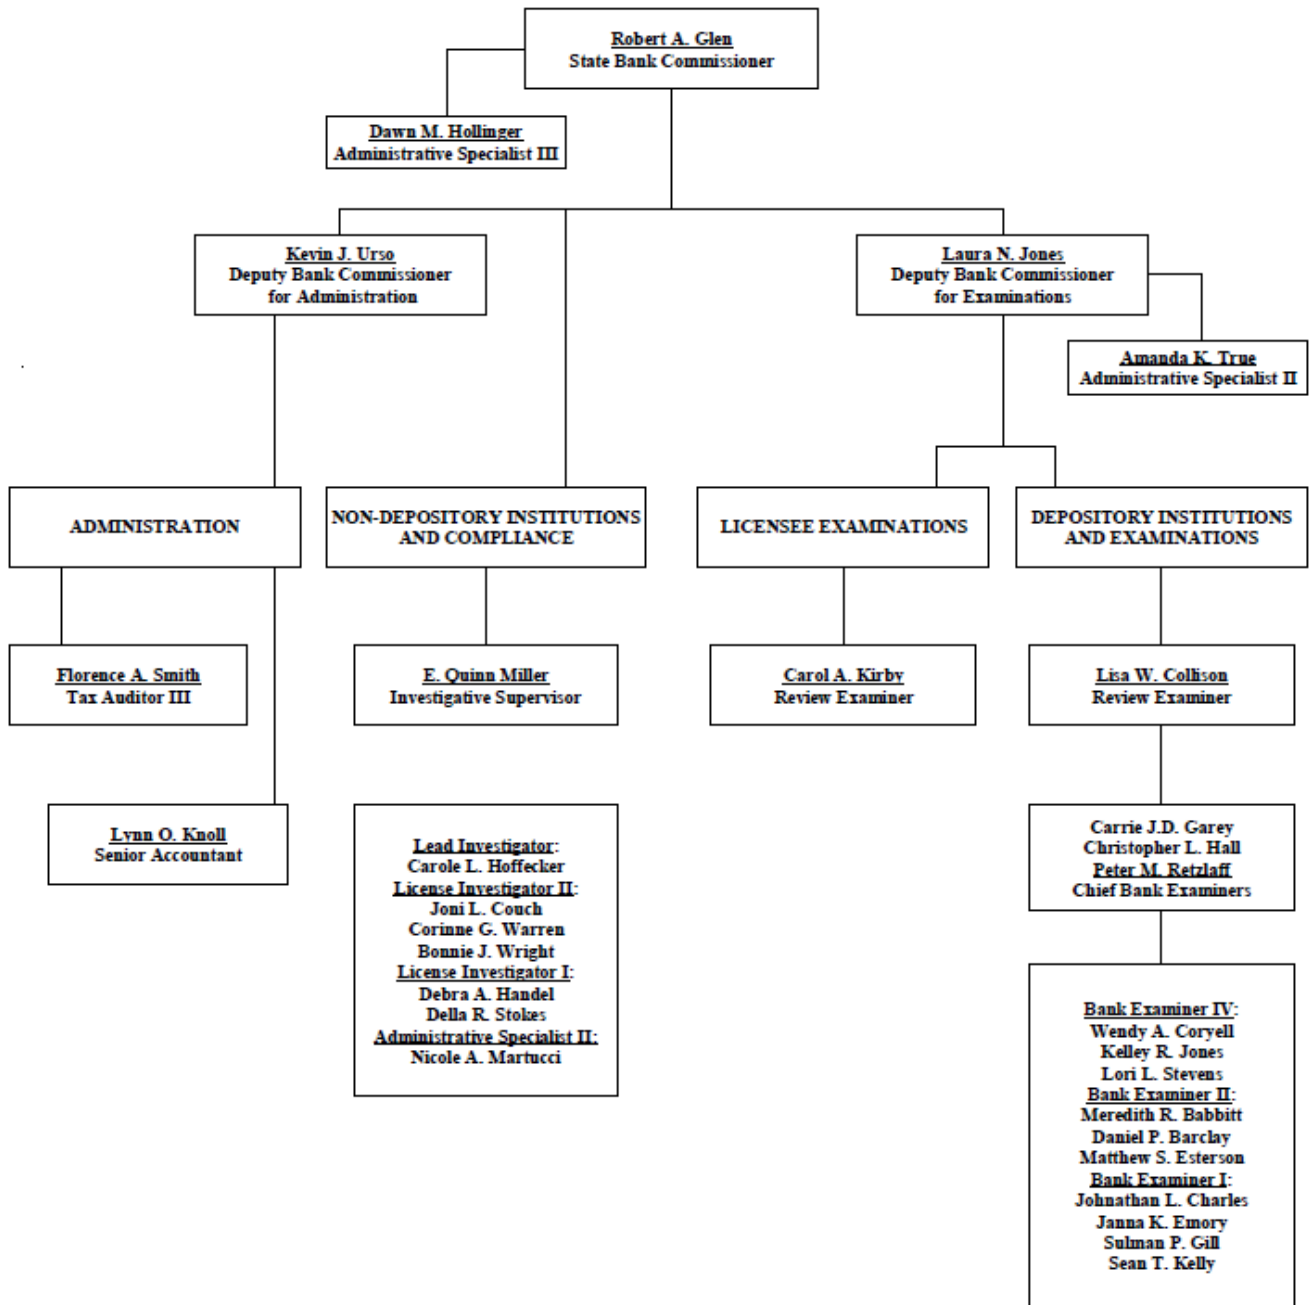 Robert A. Glen
State Bank Commissioner
Dawn M. Hollinger
Administrative Specialist III
Kevin J. Urso
Deputy Bank Commissioner
for Administration
Laura N. Jones
Deputy Bank Commissioner
for Examinations
Amanda K. True
Administrative Specialist II
ADMINISTRATION
NON-DEPOSITORY INSTITUTIONS
AND COMPLIANCE
LICENSEE EXAMINATIONS
DEPOSITORY INSTITUTIONS
AND EXAMINATIONS
Florence A. Smith
Tax Auditor III
E. Quinn Miller
Investigative Supervisor
Carol A. Kirby
Review Examiner
Lisa W. Collison
Review Examiner
Lynn O. Knoll
Senior Accountant
Lead Investigator:
Carole L. Hoffecker
License Investigator II:
Joni L. Couch
Corinne G. Warren
Bonnie J. Wright
License Investigator I:
Debra A. Handel
Della R. Stokes
Administrative Specialist II:
Nicole A. Martucci
Carrie J.D. Garey
Christopher L. Hall
Peter M. Retzlaff
Chief Bank Examiners
Bank Examiner IV:
Wendy A. Coryell
Kelley R. Jones
Lori L. Stevens
Bank Examiner II:
Meredith R. Babbitt
Daniel P. Barclay
Matthew S. Esterson
Bank Examiner I:
Johnathan L. Charles
Janna K. Emory
Sulman P. Gill
Sean T. Kelly